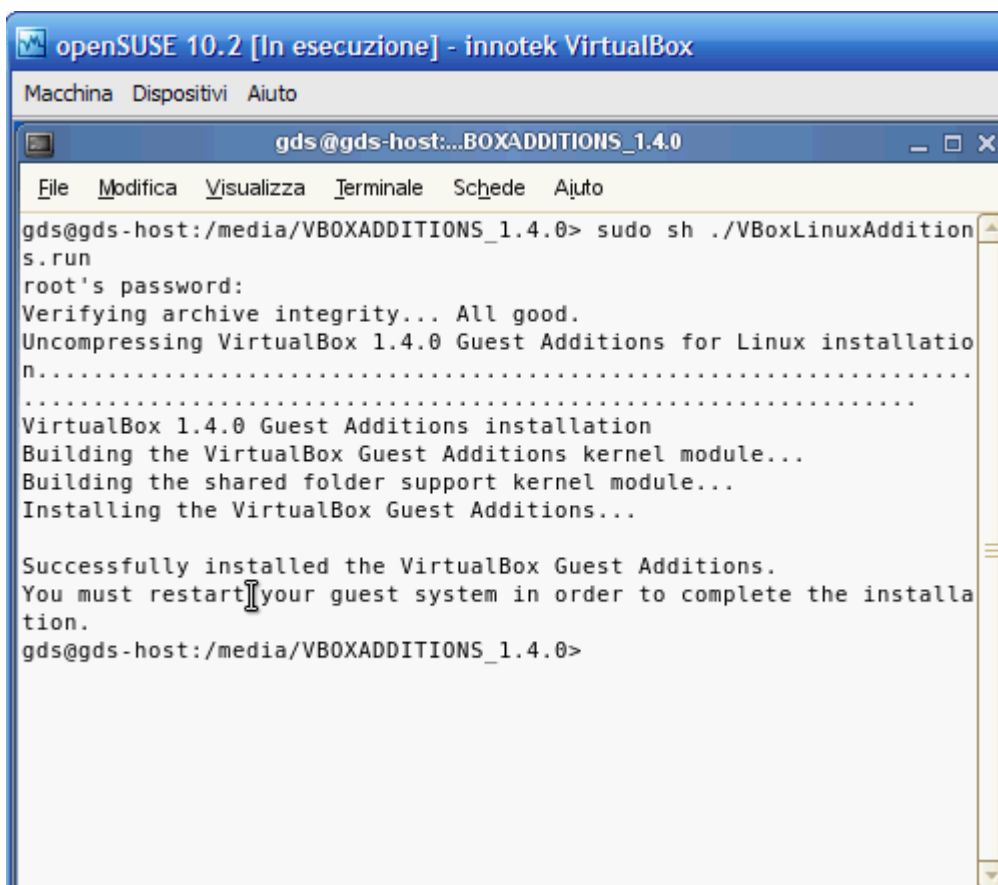 openSUSE 10.2 [In esecuzione] - innotek VirtualBox
Macchina Dispositivi Aiuto
gds@gds-host:...BOXADDITIONS_1.4.0
File Modifica Visualizza Terminale Schede Aiuto
gds@gds-host:/media/VBOXADDITIONS_1.4.0> sudo sh ./VBoxLinuxAddition
s.run
root's password:
Verifying archive integrity... All good.
Uncompressing VirtualBox 1.4.0 Guest Additions for Linux installatio
n...................................................................
................................................................
VirtualBox 1.4.0 Guest Additions installation
Building the VirtualBox Guest Additions kernel module...
Building the shared folder support kernel module...
Installing the VirtualBox Guest Additions...
Successfully installed the VirtualBox Guest Additions.
You must restart your guest system in order to complete the installa
tion.
gds@gds-host:/media/VBOXADDITIONS_1.4.0>